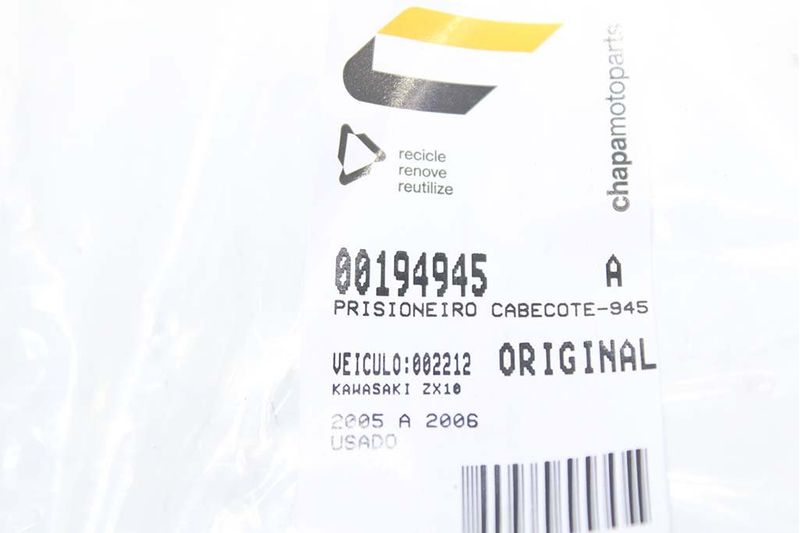 chapamotoparts
recicle
renove
reutilize
00194945 A
PRISIONEIRO CABECOTE-945
VEICULO:002212 ORIGINAL
KAWASAKI ZX10
2005 A 2006
USADO